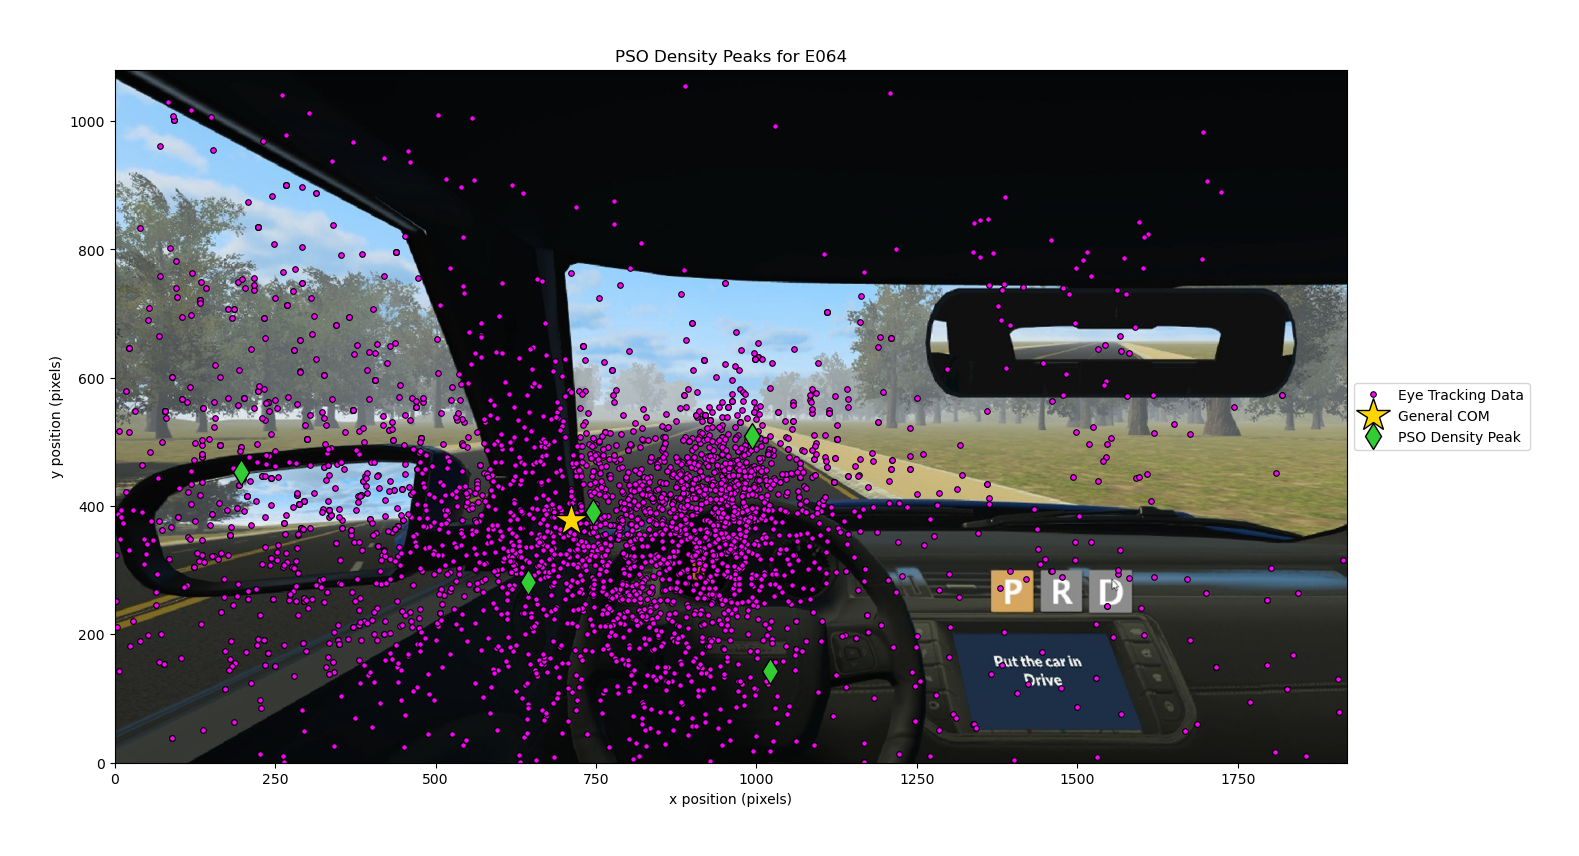 PSO Density Peaks for E064
1000
800
600
400
200
0
y position (pixels)
0 250 500 750 1000 1250 1500 1750
x position (pixels)
Eye Tracking Data
General COM
PSO Density Peak
P R D
Put the car in
Drive